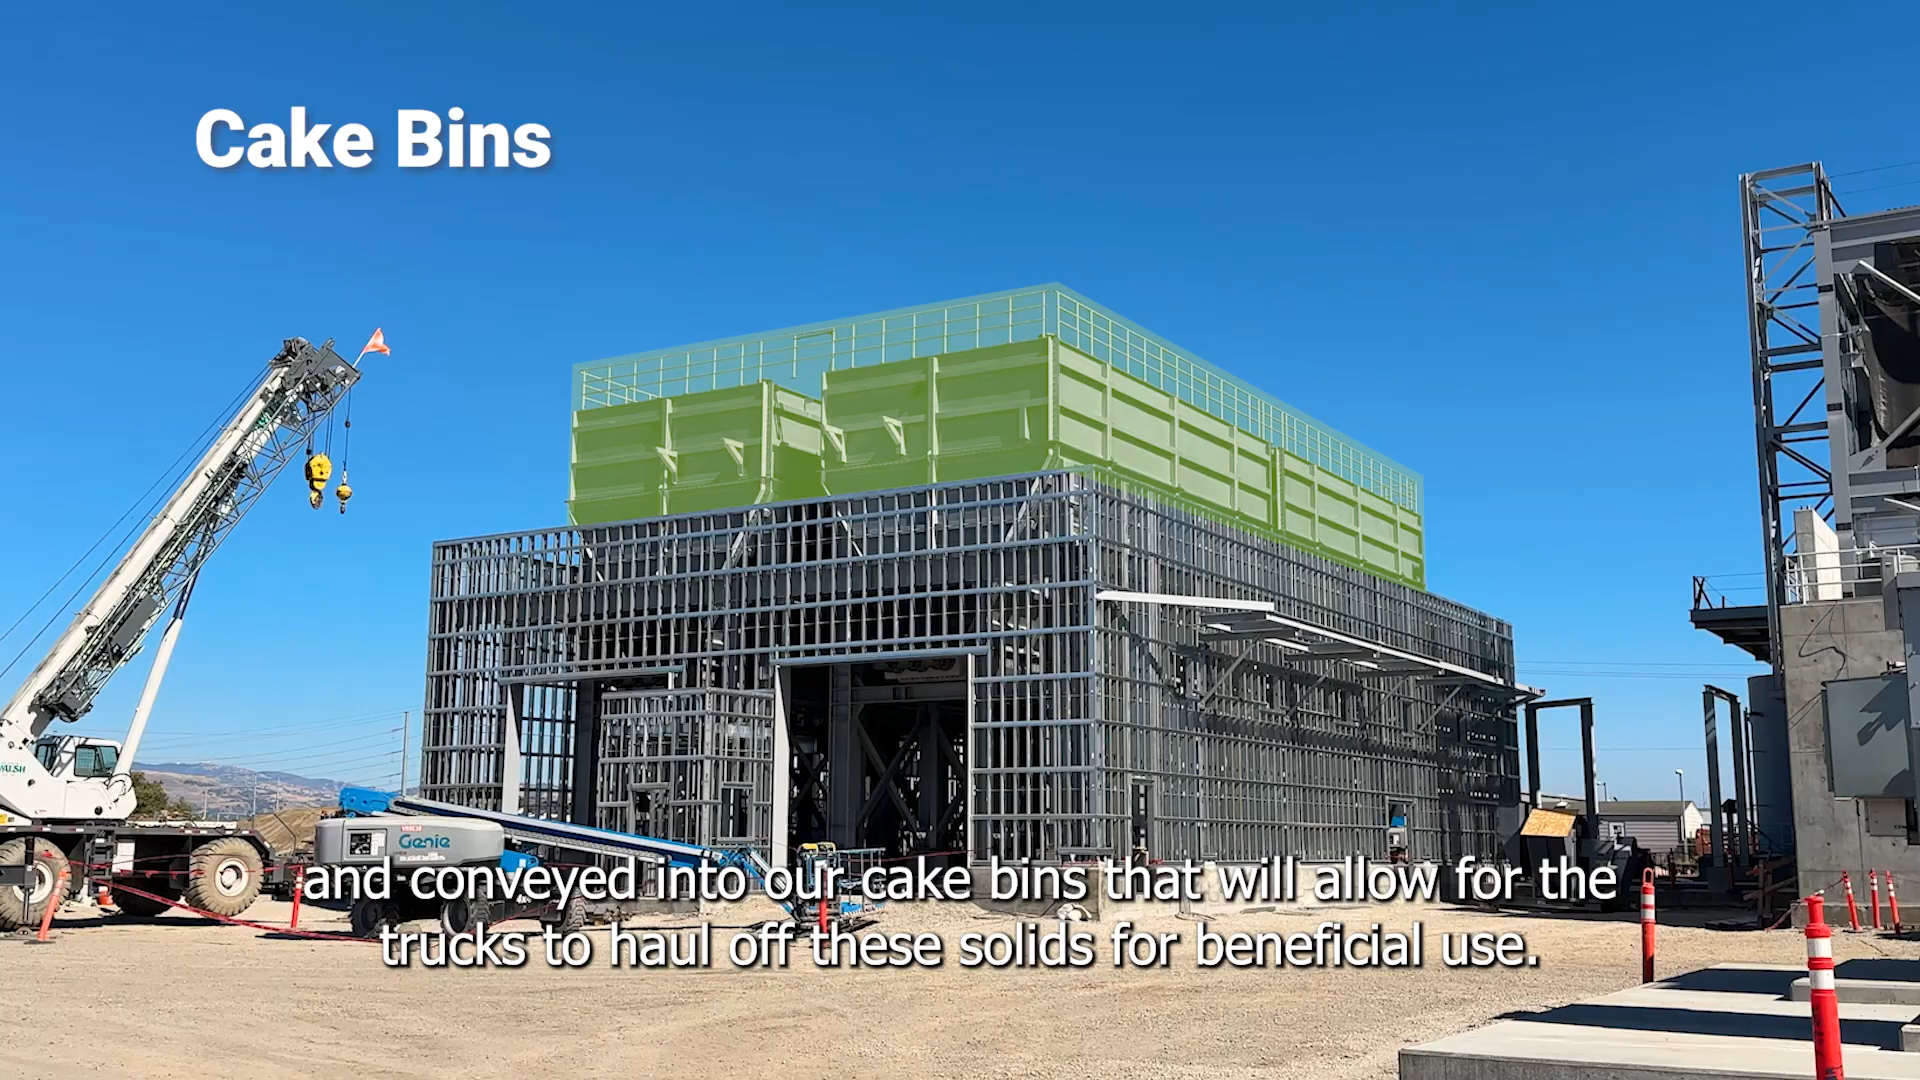 Cake Bins
WALSH
Genie
and conveyed into our cake bins that will allow for the
trucks to haul off these solids for beneficial use.